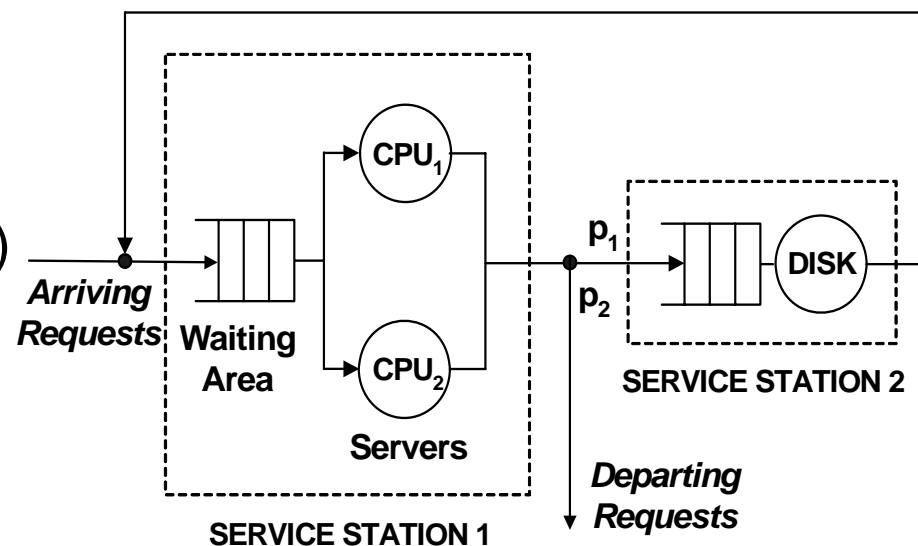 Arriving
Requests
Waiting
Area
CPU₁
CPU₂
Servers
SERVICE STATION 1
p₁
p₂
DISK
SERVICE STATION 2
Departing
Requests